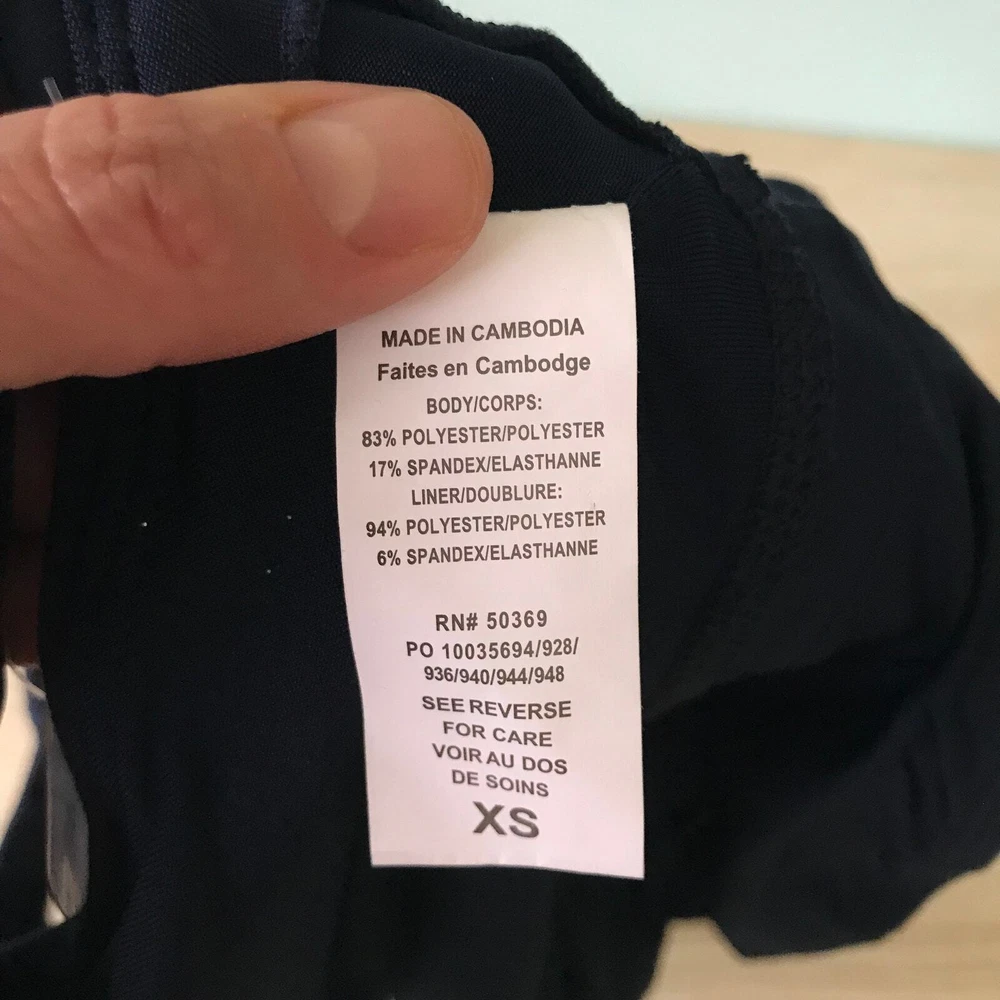 MADE IN CAMBODIA
Faites en Cambodge
BODY/CORPS:
83% POLYESTER/POLYESTER
17% SPANDEX/ELASTHANNE
LINER/DOUBLURE:
94% POLYESTER/POLYESTER
6% SPANDEX/ELASTHANNE
RN# 50369
PO 10035694/928/
936/940/944/948
SEE REVERSE
FOR CARE
VOIR AU DOS
DE SOINS
XS